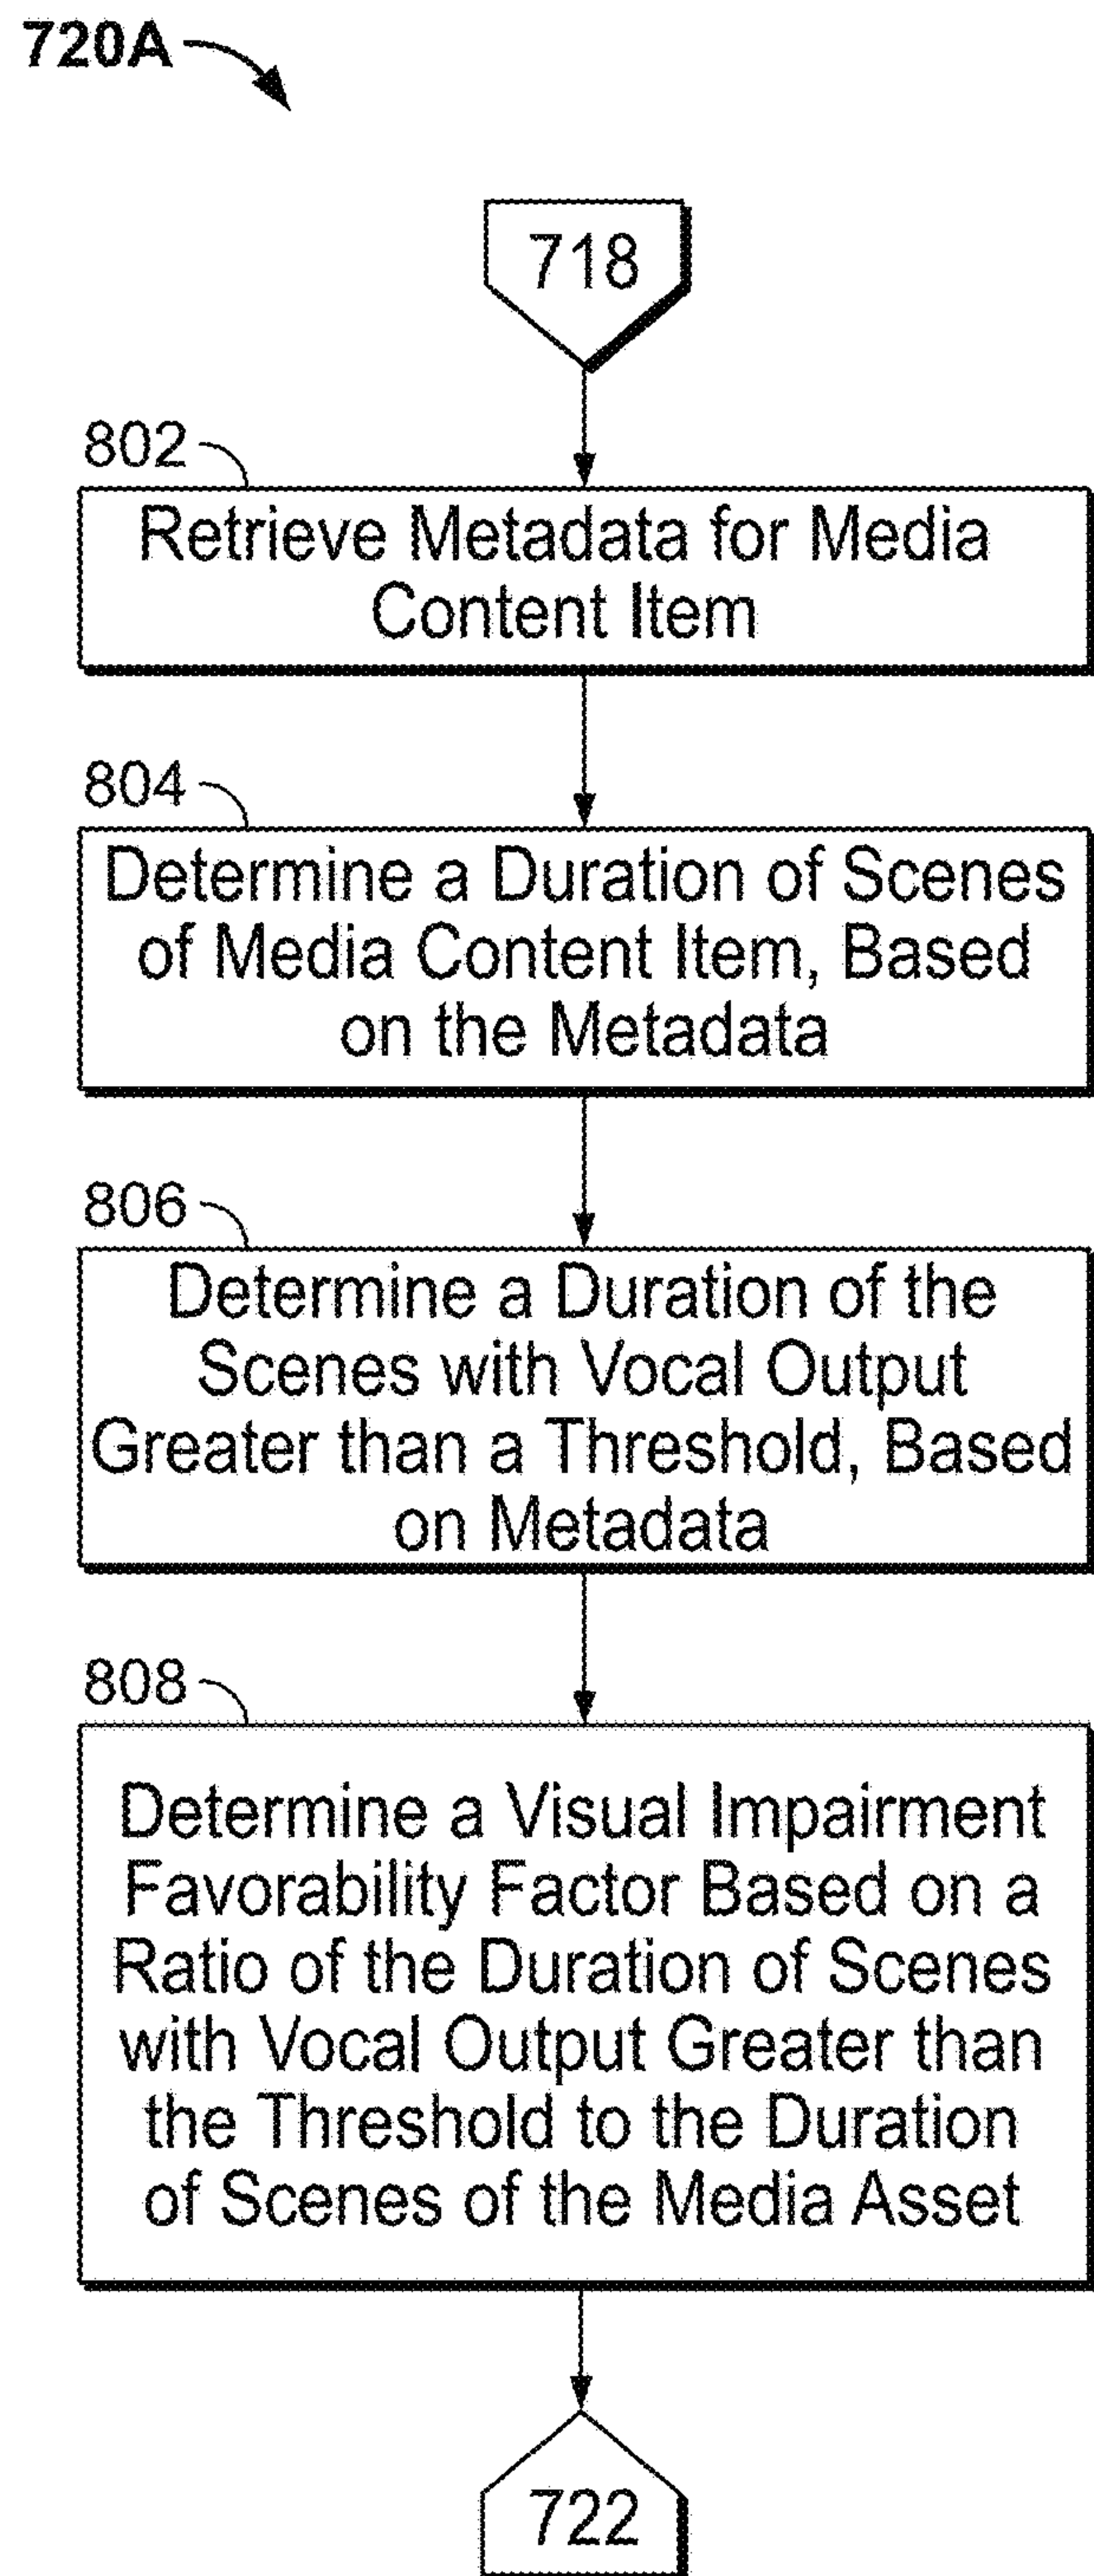 720A
718
802
Retrieve Metadata for Media
Content Item
804
Determine a Duration of Scenes
of Media Content Item, Based
on the Metadata
806
Determine a Duration of the
Scenes with Vocal Output
Greater than a Threshold, Based
on Metadata
808
Determine a Visual Impairment
Favorability Factor Based on a
Ratio of the Duration of Scenes
with Vocal Output Greater than
the Threshold to the Duration
of Scenes of the Media Asset
722